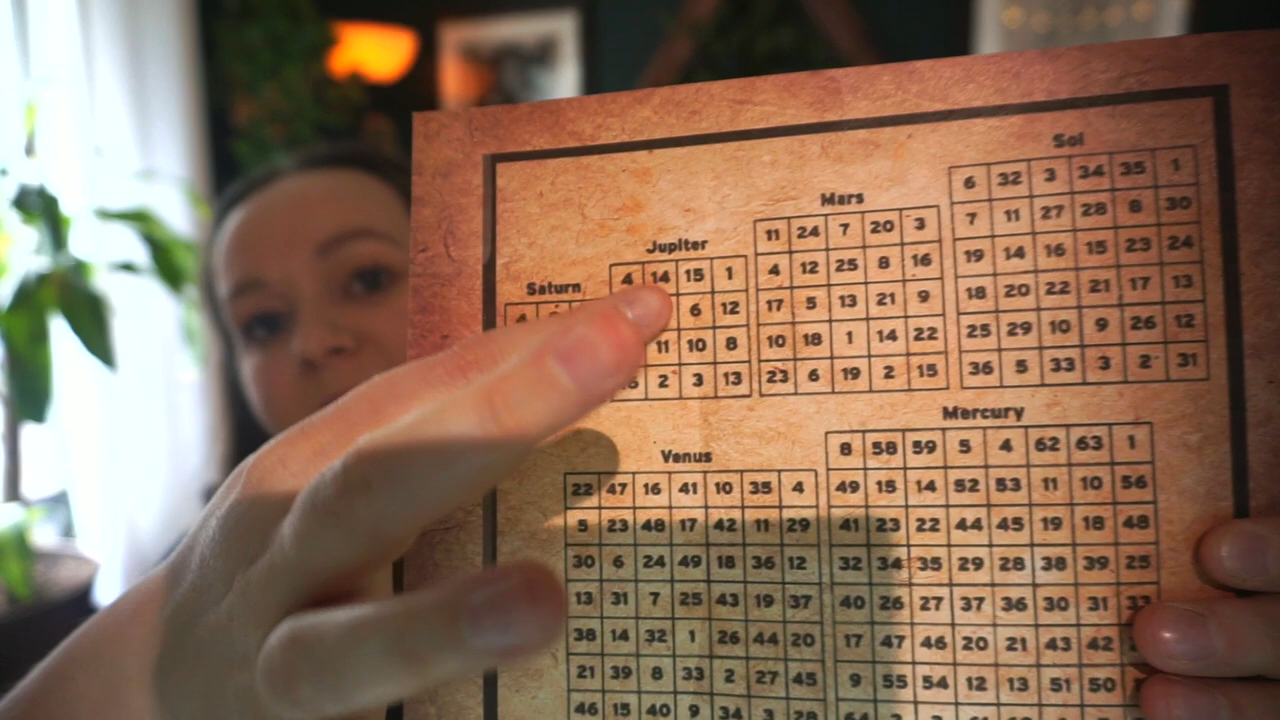 Saturn
4
Jupiter
4 14 15 1
6 12
11 10 8
2 3 13
Mars
11 24 7 20 3
4 12 25 8 16
17 5 13 21 9
10 18 1 14 22
23 6 19 2 15
Sol
6 32 3 34 35 1
7 11 27 28 8 30
19 14 16 15 23 24
18 20 22 21 17 13
25 29 10 9 26 12
36 5 33 3 2 31
Venus
22 47 16 41 10 35 4
5 23 48 17 42 11 29
30 6 24 49 18 36 12
13 31 7 25 43 19 37
38 14 32 1 26 44 20
21 39 8 33 2 27 45
46 15 40 9 34 3 28
Mercury
8 58 59 5 4 62 63 1
49 15 14 52 53 11 10 56
41 23 22 44 45 19 18 48
32 34 35 29 28 38 39 25
40 26 27 37 36 30 31 33
17 47 46 20 21 43 42
9 55 54 12 13 51 50
64